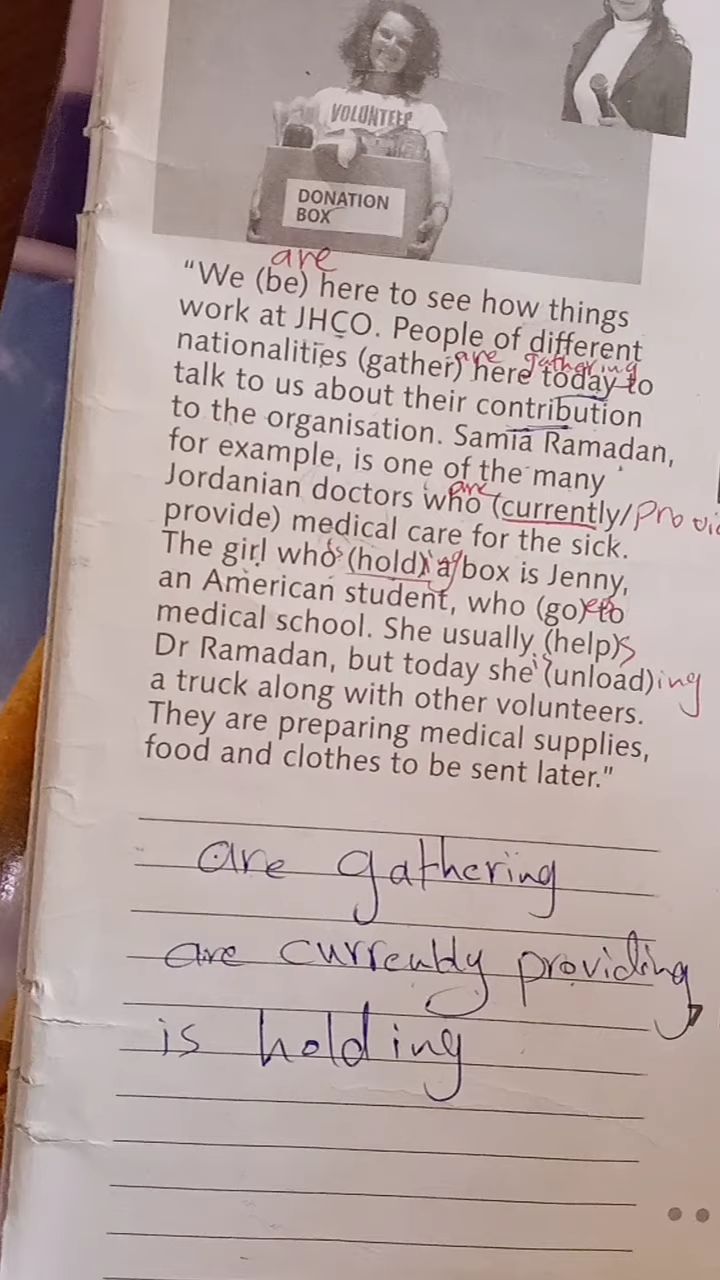 VOLUNTEER
DONATION
BOX
are
"We (be) here to see how things
work at JHCO. People of different
are gathering
nationalities (gather) here today to
talk to us about their contribution
to the organisation. Samia Ramadan,
for example, is one of the many
are
Jordanian doctors who (currently/
provide) medical care for the sick.
The girl who's (hold)ing a box is Jenny,
an American student, who (go)es to
medical school. She usually (help)s
Dr Ramadan, but today she (unload)ing
a truck along with other volunteers.
They are preparing medical supplies,
food and clothes to be sent later."
are gathering
are currently providing
is holding